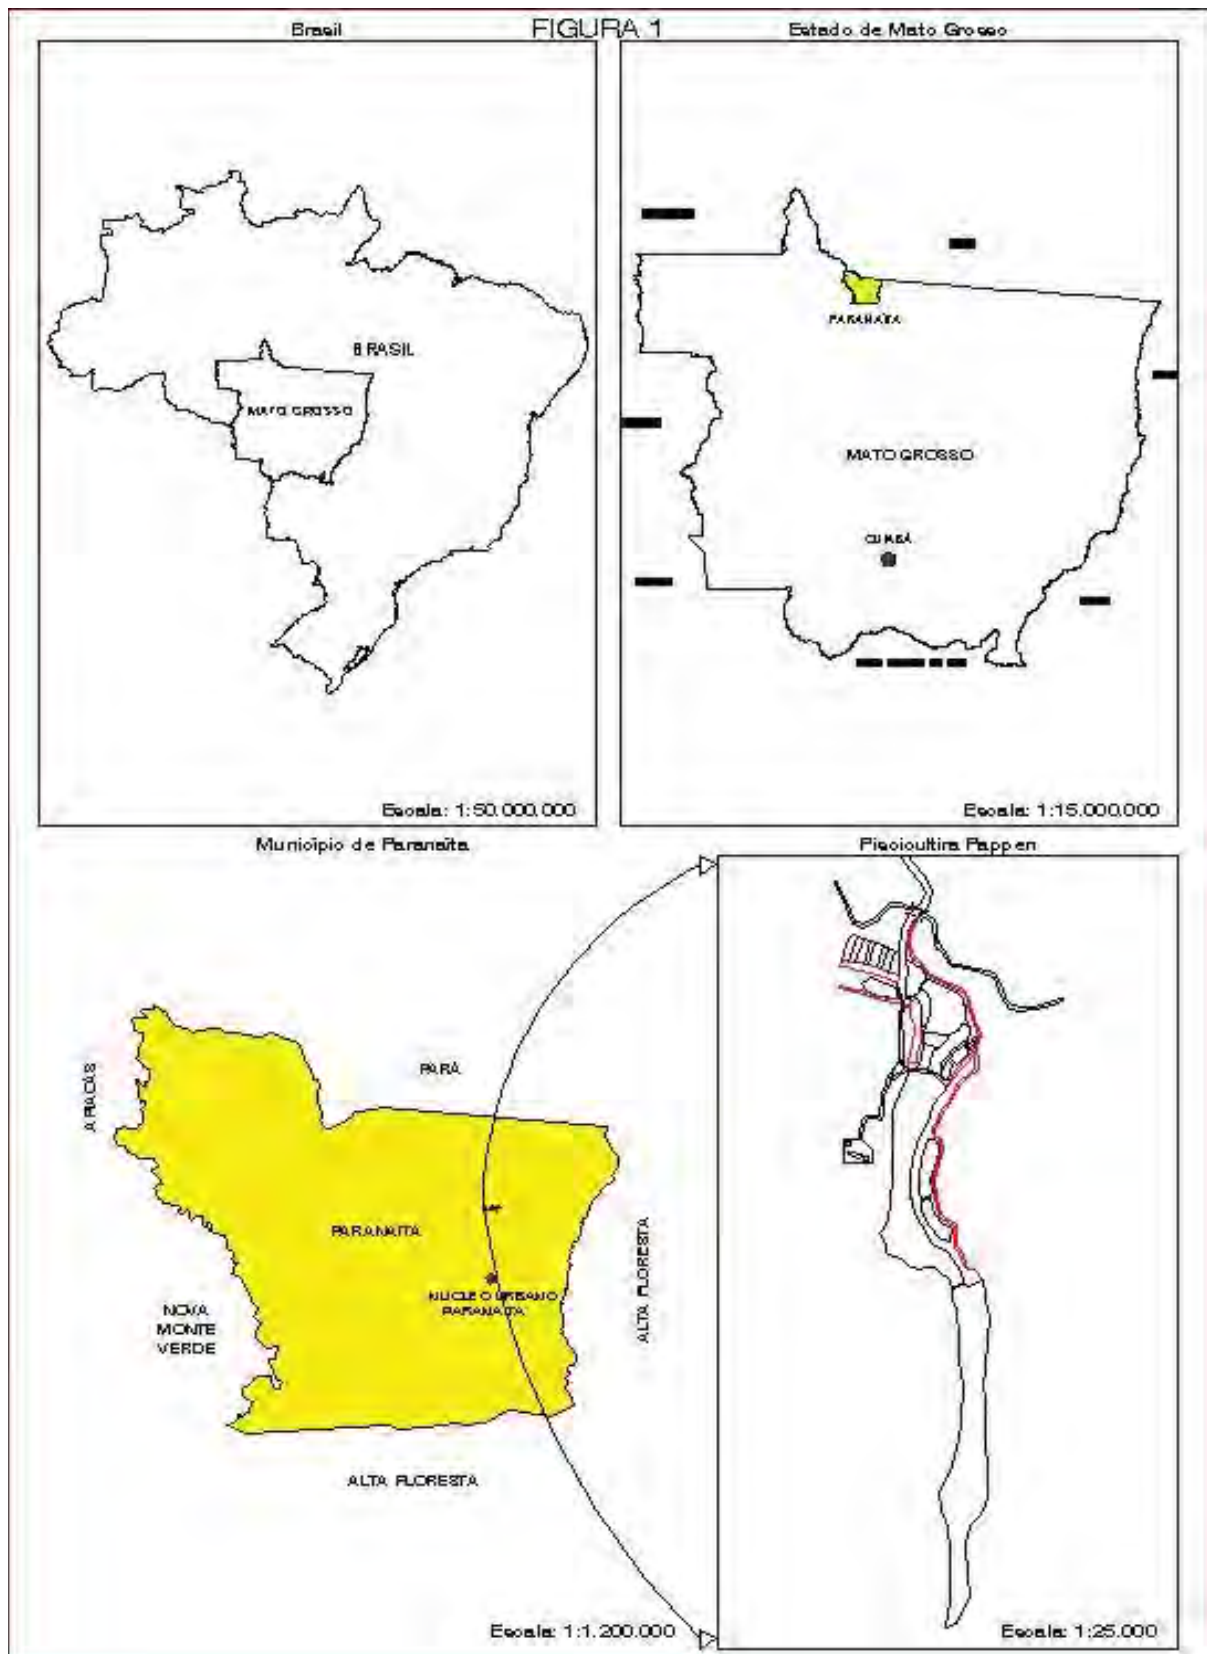 FIGURA 1
Brasil
BRASIL
MATO GROSSO
Escala: 1:50.000.000
Estado de Mato Grosso
PARANAÍTA
MATO GROSSO
CUIABÁ
Escala: 1:15.000.000
Município de Paranaíta
APIACÁS
PARÁ
PARANAÍTA
NÚCLEO URBANO
PARANAÍTA
NOVA
MONTE
VERDE
ALTA FLORESTA
ALTA FLORESTA
Escala: 1:1.200.000
Piscicultira Pappen
Escala: 1:25.000